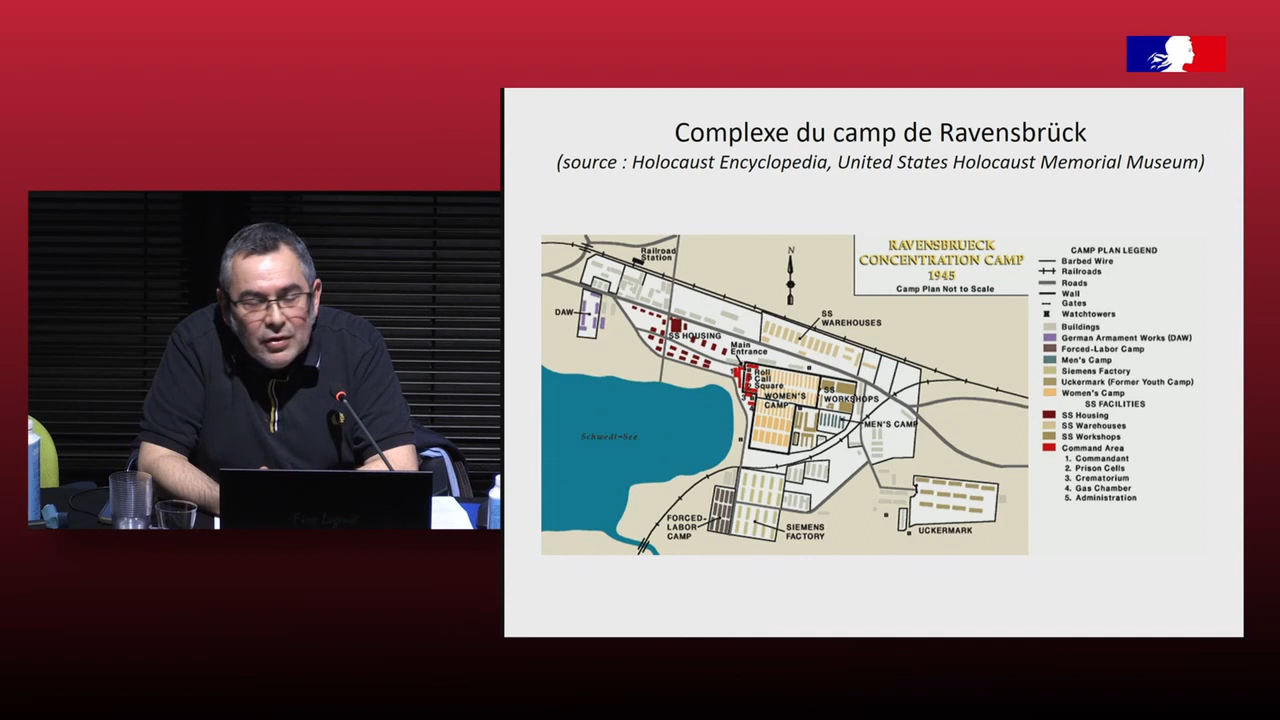 Complexe du camp de Ravensbrück
(source : Holocaust Encyclopedia, United States Holocaust Memorial Museum)
RAVENSBRUECK
CONCENTRATION CAMP
1945
Camp Plan Not to Scale
N
Railroad
Station
DAW
SS HOUSING
SS
WAREHOUSES
Main
Entrance
Roll
Call
Square
WOMEN'S
CAMP
SS
WORKSHOPS
MEN'S CAMP
Schwedt-See
FORCED-
LABOR
CAMP
SIEMENS
FACTORY
UCKERMARK
CAMP PLAN LEGEND
Barbed Wire
Railroads
Roads
Wall
Gates
Watchtowers
Buildings
German Armament Works (DAW)
Forced-Labor Camp
Men's Camp
Siemens Factory
Uckermark (Former Youth Camp)
Women's Camp
SS FACILITIES
SS Housing
SS Warehouses
SS Workshops
Command Area
1. Commandant
2. Prison Cells
3. Crematorium
4. Gas Chamber
5. Administration